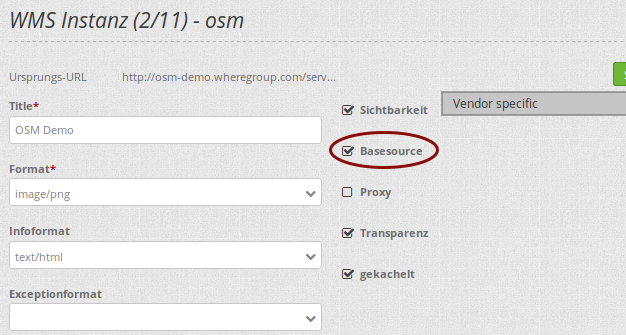 WMS Instanz (2/11) - osm
Ursprungs-URL http://osm-demo.wheregroup.com/serv...
Title*
OSM Demo
Format*
image/png
Infoformat
text/html
Exceptionformat
Sichtbarkeit
Basesource
Proxy
Transparenz
gekachelt
Vendor specific